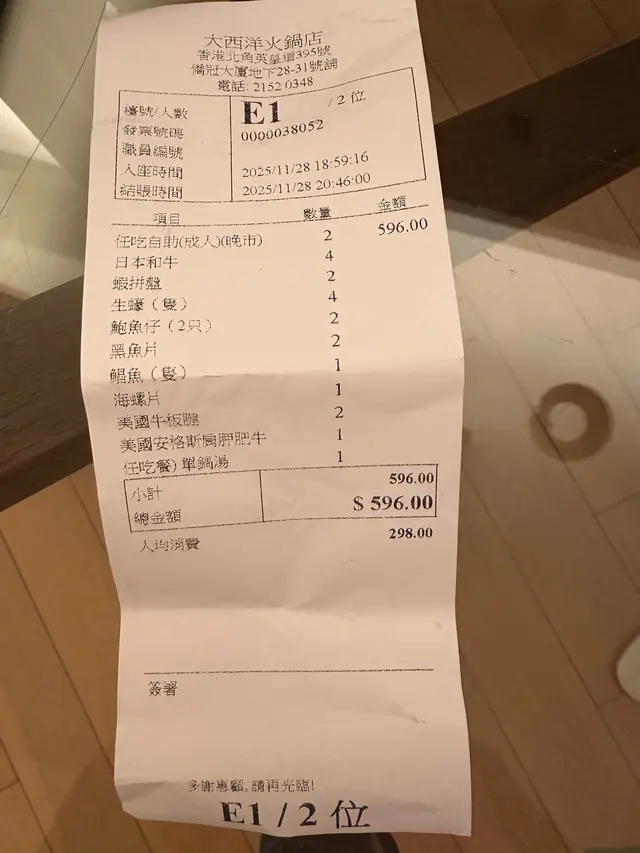 大西洋火鍋店
香港北角英皇道395號
僑冠大廈地下28-31號舖
電話: 2152 0348
檯號/人數 E1 / 2 位
發票號碼 0000038052
職員編號
入座時間 2025/11/28 18:59:16
結賬時間 2025/11/28 20:46:00
項目 數量 金額
任吃自助(成人)(晚市) 2 596.00
日本和牛 4
蝦拼盤 2
生蠔（隻） 4
鮑魚仔（2只） 2
黑魚片 2
鯧魚（隻） 1
海螺片 1
美國牛板腱 2
美國安格斯肩胛肥牛 1
任吃餐) 單鍋湯 1
小計 596.00
總金額 $ 596.00
人均消費 298.00
簽署
多謝惠顧, 請再光臨!
E1 / 2 位